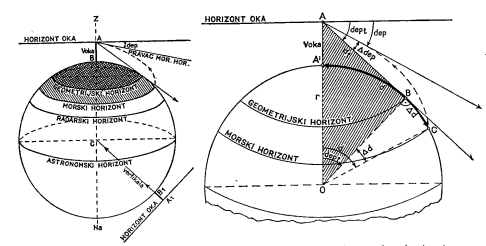 Z
HORIZONT OKA
A
dep
Voka
PRAVAC MOR. HOR.
B
GEOMETRIJSKI HORIZONT
MORSKI HORIZONT
RADARSKI HORIZONT
C
ASTRONOMSKI HORIZONT
Vertikala
B1
A1
HORIZONT OKA
Na
HORIZONT OKA
A
dept
dep
Δdep
Voka
A'
d
r
B
Δd
C
GEOMETRIJSKI HORIZONT
MORSKI HORIZONT
dept
Δd
O